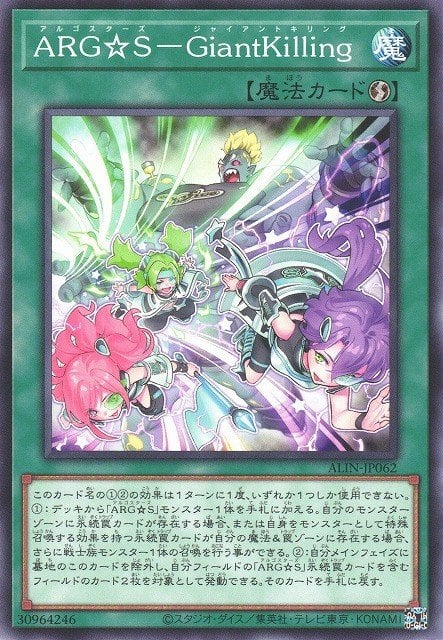 アルゴスターズ ジャイアントキリング
ARG☆S－GiantKilling
魔
【魔法カード】
ALIN-JP062
このカード名の①②の効果は1ターンに1度、いずれか1つしか使用できない。
①：デッキから「ARG☆S」モンスター1体を手札に加える。自分のモンスター
ゾーンに永続罠カードが存在する場合、または自身をモンスターとして特殊
召喚する効果を持つ永続罠カードが自分の魔法＆罠ゾーンに存在する場合、
さらに戦士族モンスター1体の召喚を行う事ができる。②：自分メインフェイズに
墓地のこのカードを除外し、自分フィールドの「ARG☆S」永続罠カードを含む
フィールドのカード2枚を対象として発動できる。そのカードを手札に戻す。
30964246
©スタジオ・ダイス／集英社・テレビ東京・KONAMI